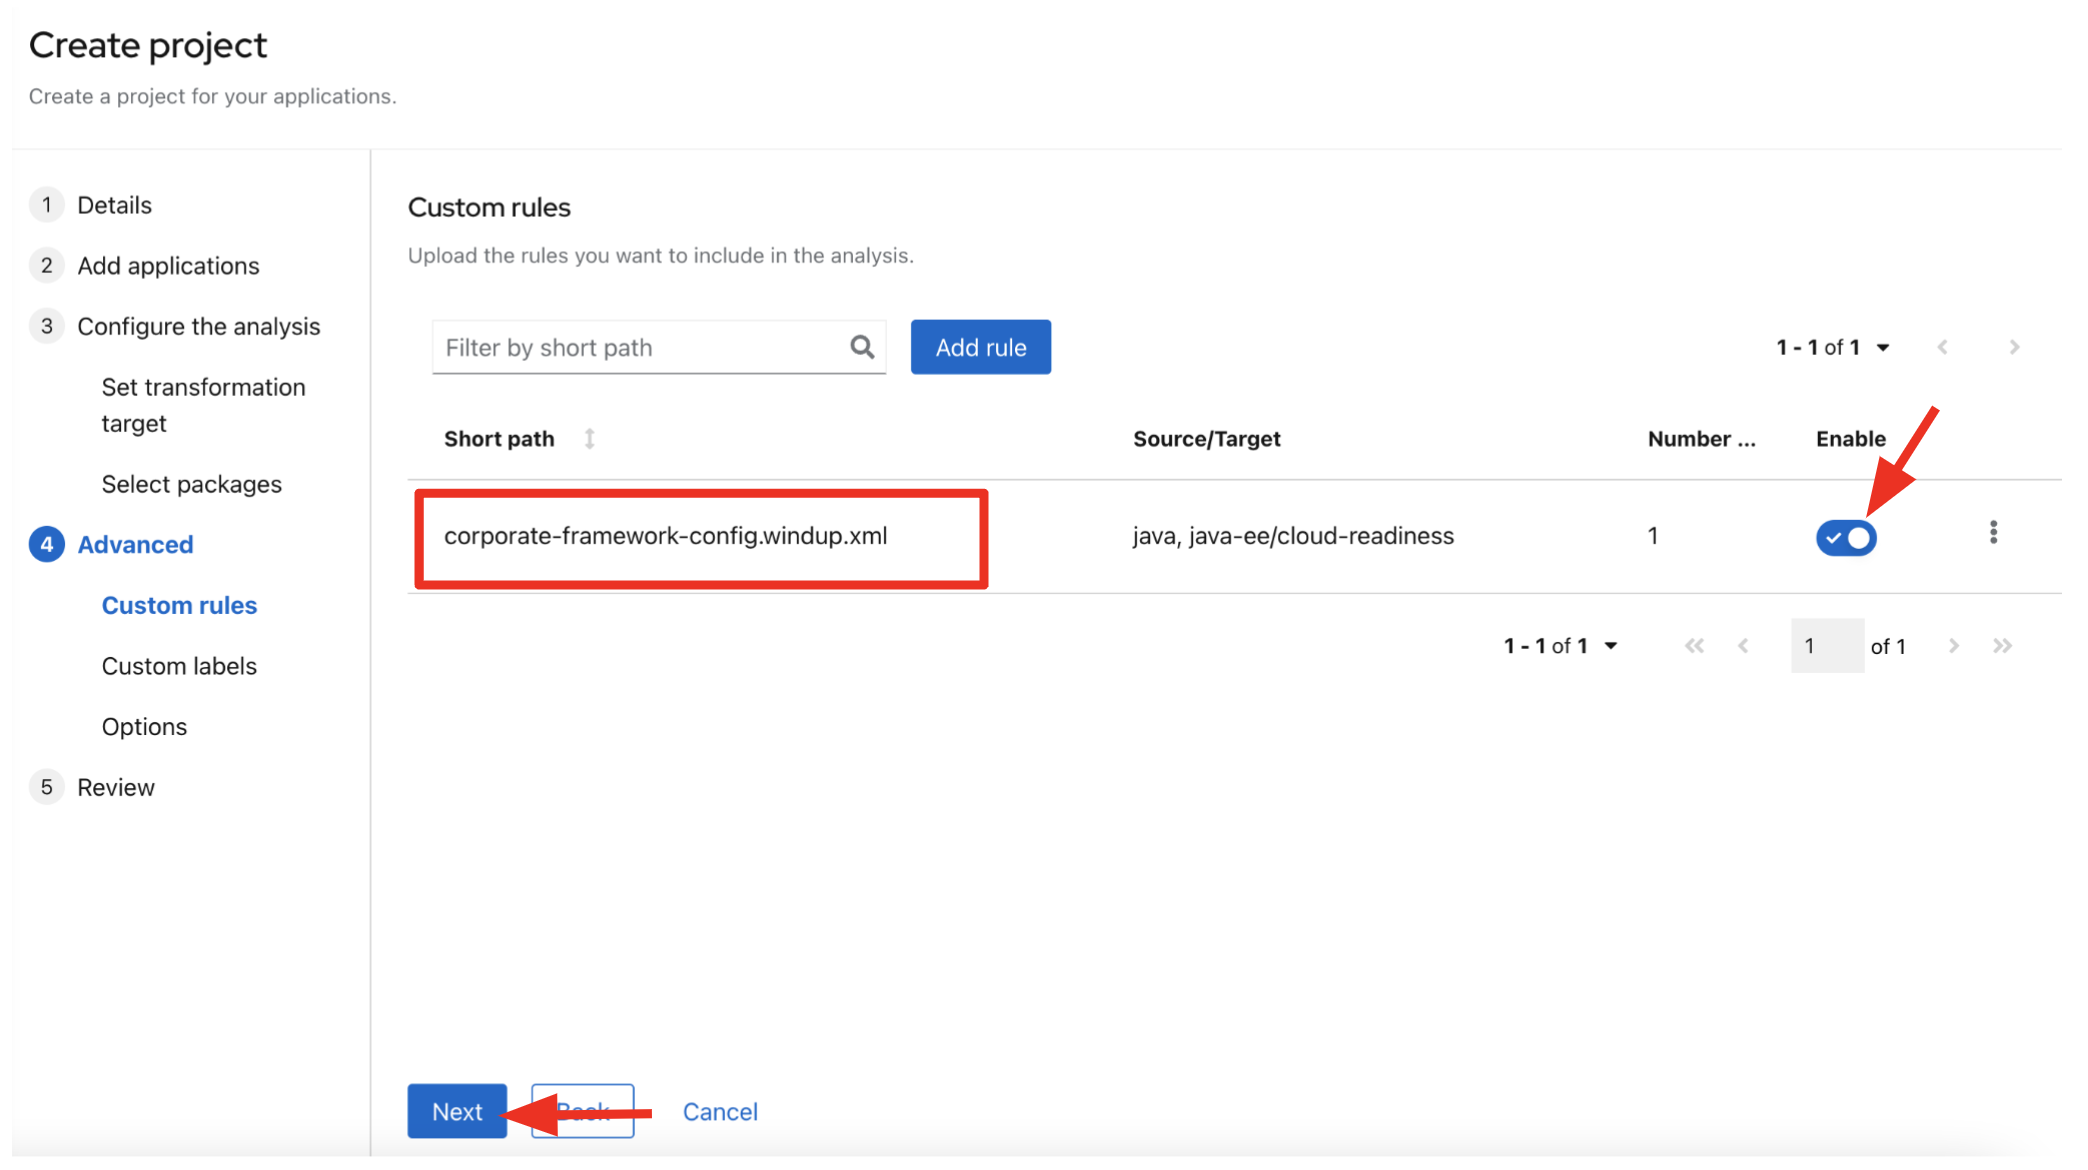 Create project
Create a project for your applications.
1 Details
2 Add applications
3 Configure the analysis
Set transformation
target
Select packages
4 Advanced
Custom rules
Custom labels
Options
5 Review
Custom rules
Upload the rules you want to include in the analysis.
Filter by short path
Add rule
1 - 1 of 1
Short path Source/Target Number ... Enable
corporate-framework-config.windup.xml java, java-ee/cloud-readiness 1
1 - 1 of 1 1 of 1
Next Back Cancel